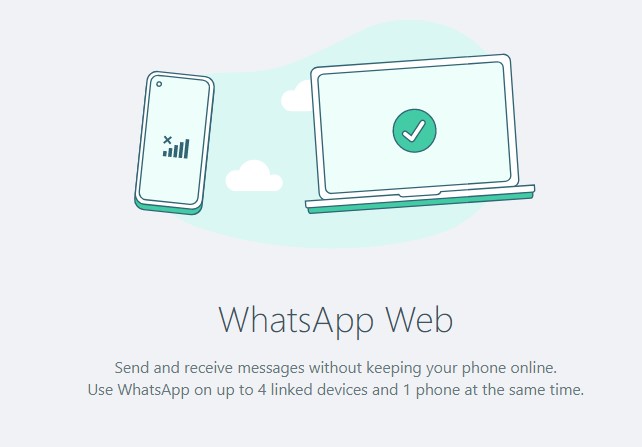 WhatsApp Web
Send and receive messages without keeping your phone online.
Use WhatsApp on up to 4 linked devices and 1 phone at the same time.